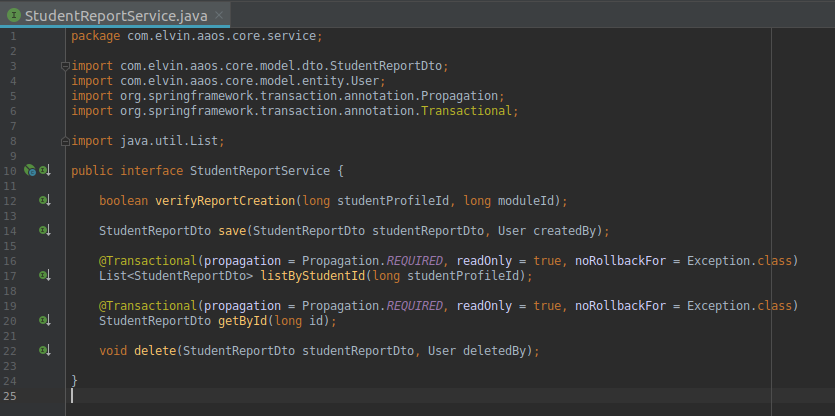 StudentReportService.java
1 package com.elvin.aaos.core.service;
2
3 import com.elvin.aaos.core.model.dto.StudentReportDto;
4 import com.elvin.aaos.core.model.entity.User;
5 import org.springframework.transaction.annotation.Propagation;
6 import org.springframework.transaction.annotation.Transactional;
7
8 import java.util.List;
9
10 public interface StudentReportService {
11
12 boolean verifyReportCreation(long studentProfileId, long moduleId);
13
14 StudentReportDto save(StudentReportDto studentReportDto, User createdBy);
15
16 @Transactional(propagation = Propagation.REQUIRED, readOnly = true, noRollbackFor = Exception.class)
17 List<StudentReportDto> listByStudentId(long studentProfileId);
18
19 @Transactional(propagation = Propagation.REQUIRED, readOnly = true, noRollbackFor = Exception.class)
20 StudentReportDto getById(long id);
21
22 void delete(StudentReportDto studentReportDto, User deletedBy);
23
24 }
25